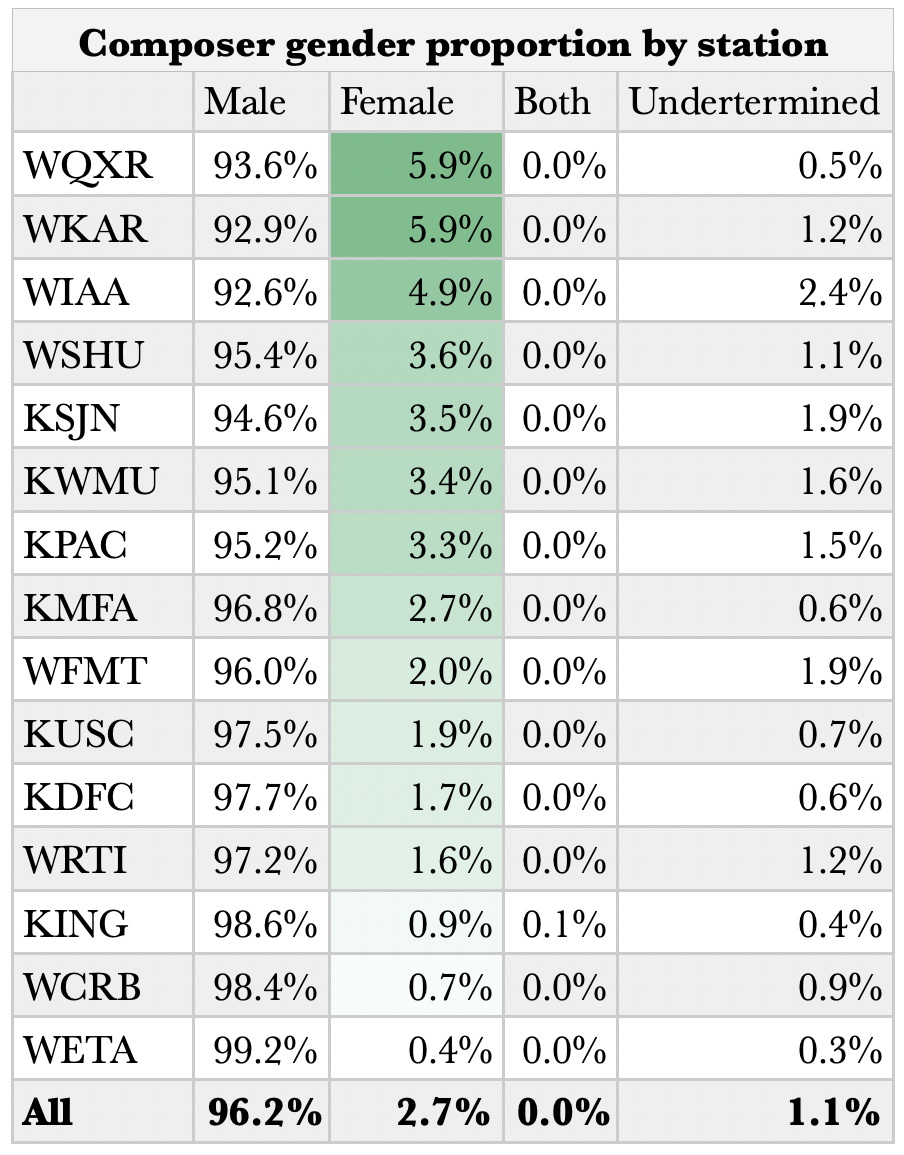 Composer gender proportion by station
Male Female Both Undertermined
WQXR 93.6% 5.9% 0.0% 0.5%
WKAR 92.9% 5.9% 0.0% 1.2%
WIAA 92.6% 4.9% 0.0% 2.4%
WSHU 95.4% 3.6% 0.0% 1.1%
KSJN 94.6% 3.5% 0.0% 1.9%
KWMU 95.1% 3.4% 0.0% 1.6%
KPAC 95.2% 3.3% 0.0% 1.5%
KMFA 96.8% 2.7% 0.0% 0.6%
WFMT 96.0% 2.0% 0.0% 1.9%
KUSC 97.5% 1.9% 0.0% 0.7%
KDFC 97.7% 1.7% 0.0% 0.6%
WRTI 97.2% 1.6% 0.0% 1.2%
KING 98.6% 0.9% 0.1% 0.4%
WCRB 98.4% 0.7% 0.0% 0.9%
WETA 99.2% 0.4% 0.0% 0.3%
All 96.2% 2.7% 0.0% 1.1%